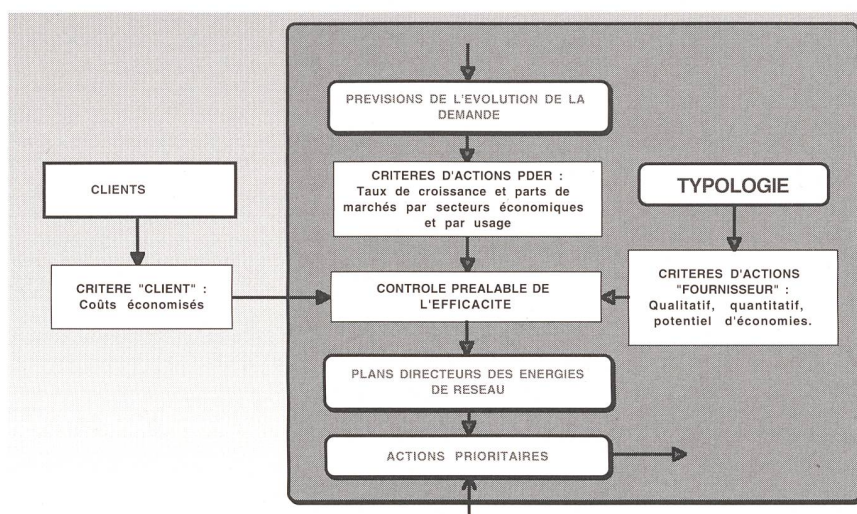 PREVISIONS DE L'EVOLUTION DE LA
DEMANDE
CLIENTS
CRITERES D'ACTIONS PDER :
Taux de croissance et parts de
marchés par secteurs économiques
et par usage
TYPOLOGIE
CRITERE "CLIENT" :
Coûts économisés
CONTROLE PREALABLE DE
L'EFFICACITE
CRITERES D'ACTIONS
"FOURNISSEUR" :
Qualitatif, quantitatif,
potentiel d'économies.
PLANS DIRECTEURS DES ENERGIES
DE RESEAU
ACTIONS PRIORITAIRES